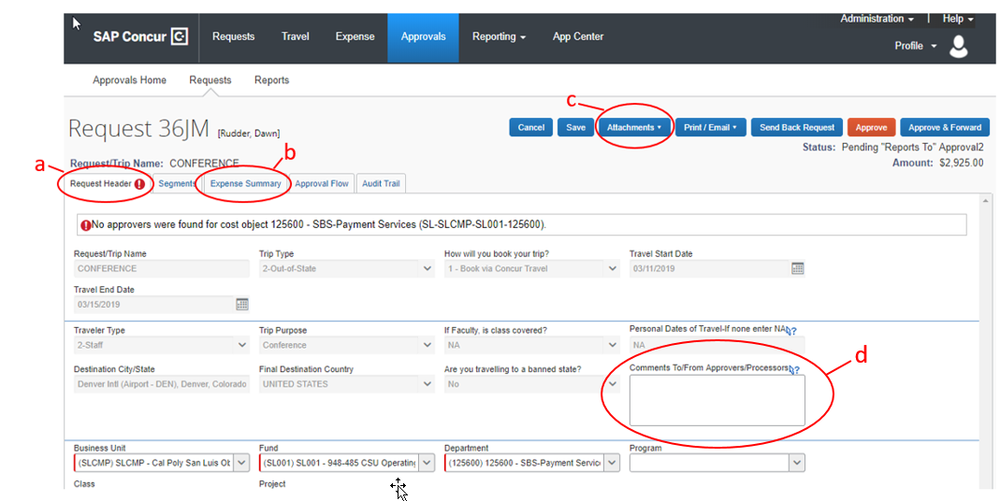 Administration | Help
SAP Concur C Requests Travel Expense Approvals Reporting App Center
Profile
Approvals Home Requests Reports
c
Request 36JM [Rudder, Dawn]
Cancel Save Attachments Print / Email Send Back Request Approve Approve & Forward
Status: Pending "Reports To" Approval2
b
a
Request/Trip Name: CONFERENCE
Amount: $2,925.00
Request Header Segments Expense Summary Approval Flow Audit Trail
No approvers were found for cost object 125600 - SBS-Payment Services (SL-SLCMP-SL001-125600).
Request/Trip Name Trip Type How will you book your trip? Travel Start Date
CONFERENCE 2-Out-of-State 1 - Book via Concur Travel 03/11/2019
Travel End Date
03/15/2019
Traveler Type Trip Purpose If Faculty, is class covered? Personal Dates of Travel-If none enter NA ?
2-Staff Conference NA NA
d
Destination City/State Final Destination Country Are you travelling to a banned state? Comments To/From Approvers/Processors ?
Denver Intl (Airport - DEN), Denver, Colorado UNITED STATES No
Business Unit Fund Department Program
(SLCMP) SLCMP - Cal Poly San Luis Ob (SL001) SL001 - 948-485 CSU Operating (125600) 125600 - SBS-Payment Servic
Class Project